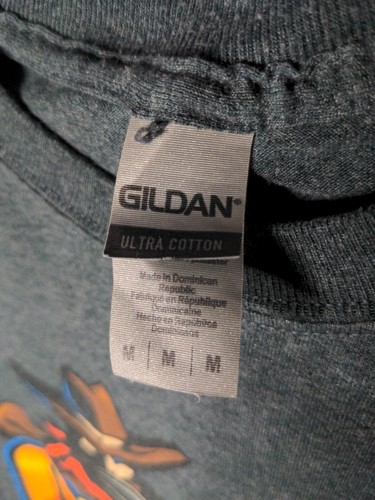 GILDAN®
ULTRA COTTON
Made in Dominican
Republic
Fabriqué en République
Dominicaine
Hecho en República
Dominicana
M | M | M